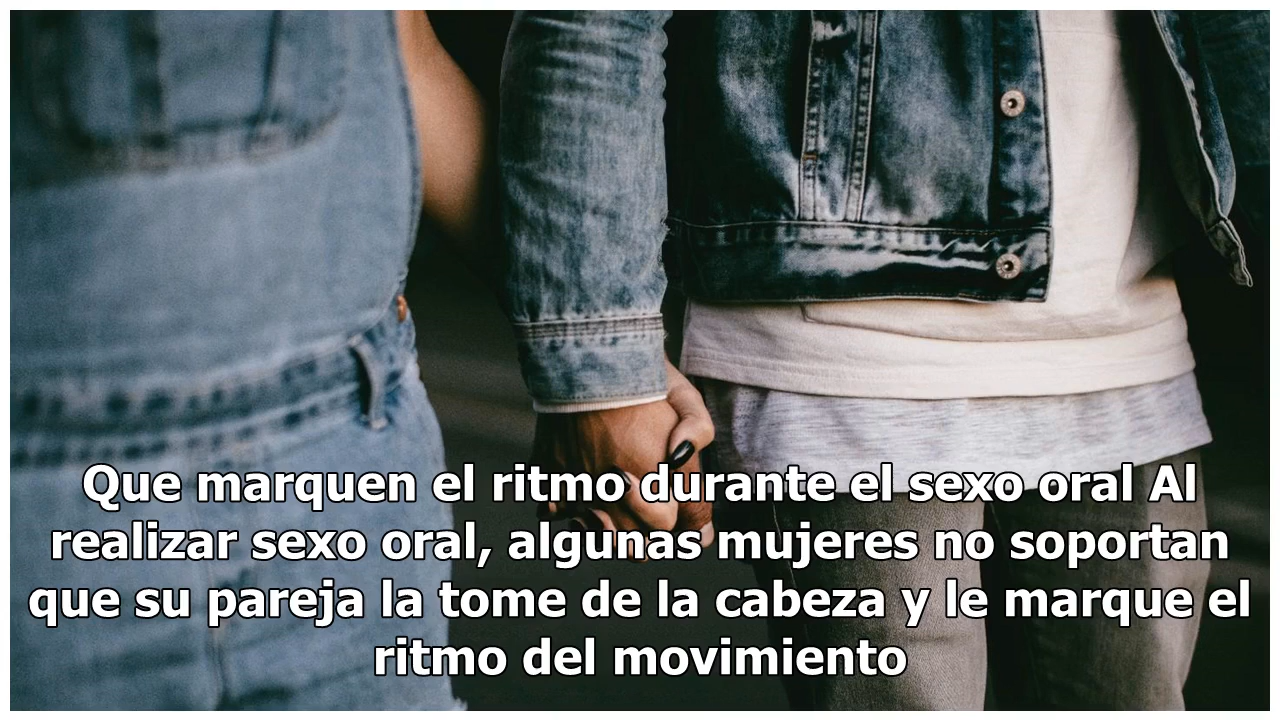 Que marquen el ritmo durante el sexo oral Al
realizar sexo oral, algunas mujeres no soportan
que su pareja la tome de la cabeza y le marque el
ritmo del movimiento